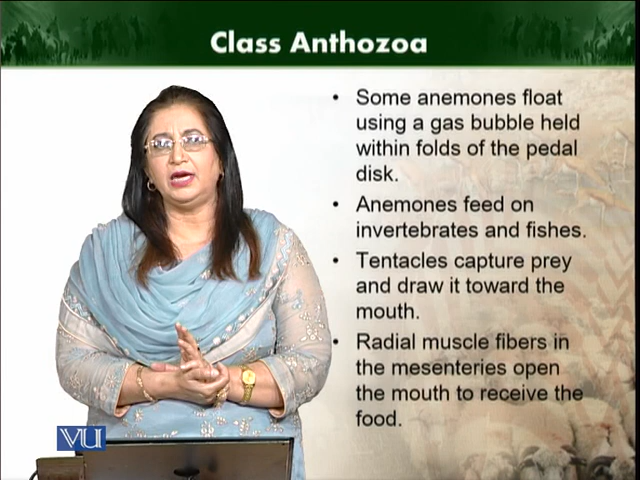 Class Anthozoa
• Some anemones float
using a gas bubble held
within folds of the pedal
disk.
• Anemones feed on
invertebrates and fishes.
• Tentacles capture prey
and draw it toward the
mouth.
• Radial muscle fibers in
the mesenteries open
the mouth to receive the
food.
VU